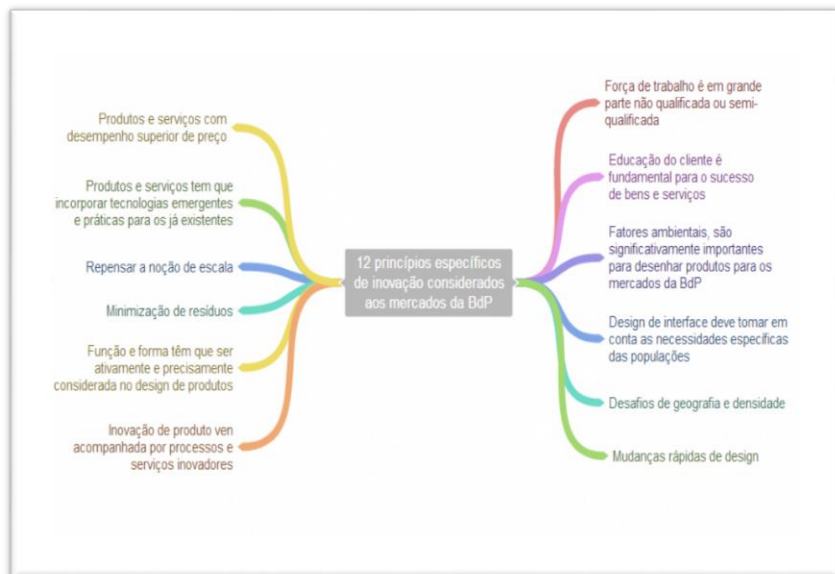 Produtos e serviços com
desempenho superior de preço
Produtos e serviços tem que
incorporar tecnologias emergentes
e práticas para os já existentes
Repensar a noção de escala
Minimização de resíduos
Função e forma têm que ser
ativamente e precisamente
considerada no design de produtos
Inovação de produto ven
acompanhada por processos e
serviços inovadores
12 princípios específicos
de inovação considerados
aos mercados da BdP
Força de trabalho é em grande
parte não qualificada ou semi-
qualificada
Educação do cliente é
fundamental para o sucesso
de bens e serviços
Fatores ambientais, são
significativamente importantes
para desenhar produtos para os
mercados da BdP
Design de interface deve tomar em
conta as necessidades específicas
das populações
Desafios de geografia e densidade
Mudanças rápidas de design